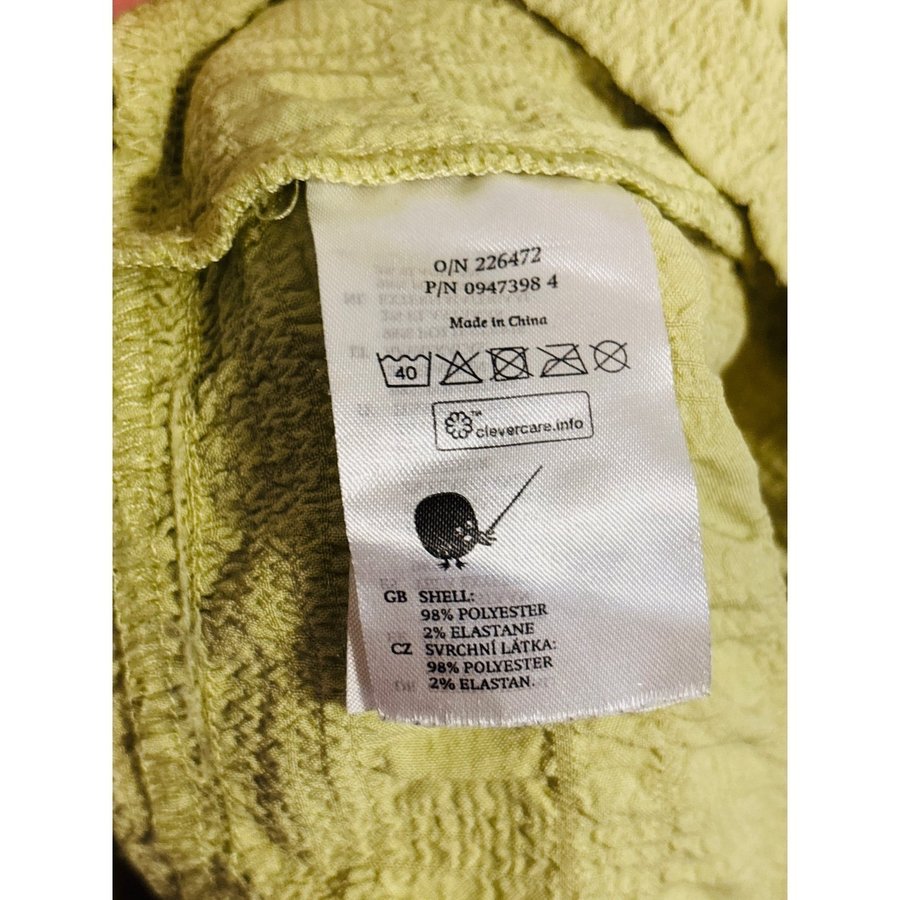 O/N 226472
P/N 0947398 4
Made in China
40
™
clevercare.info
GB SHELL:
98% POLYESTER
2% ELASTANE
CZ SVRCHNÍ LÁTKA:
98% POLYESTER
2% ELASTAN.